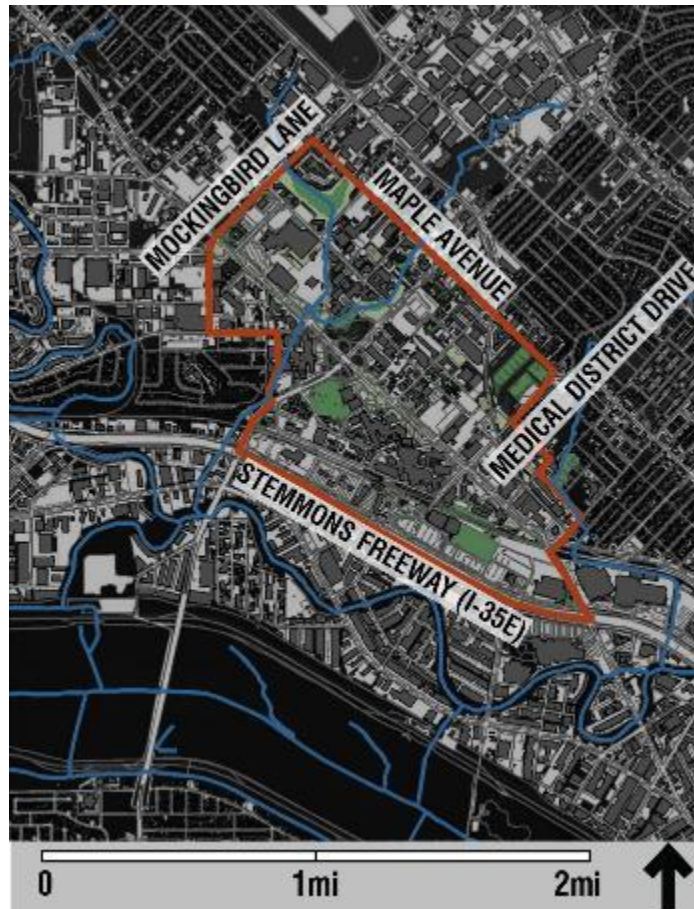 MOCKINGBIRD LANE
MAPLE AVENUE
MEDICAL DISTRICT DRIVE
STEMMONS FREEWAY (I-35E)
0 1mi 2mi